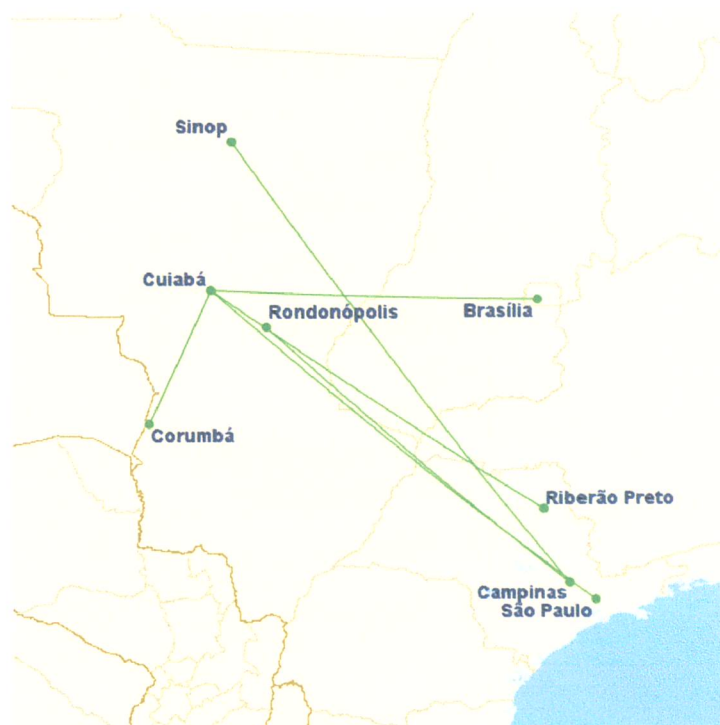 Sinop
Cuiabá
Rondonópolis
Brasília
Corumbá
Riberão Preto
Campinas
São Paulo